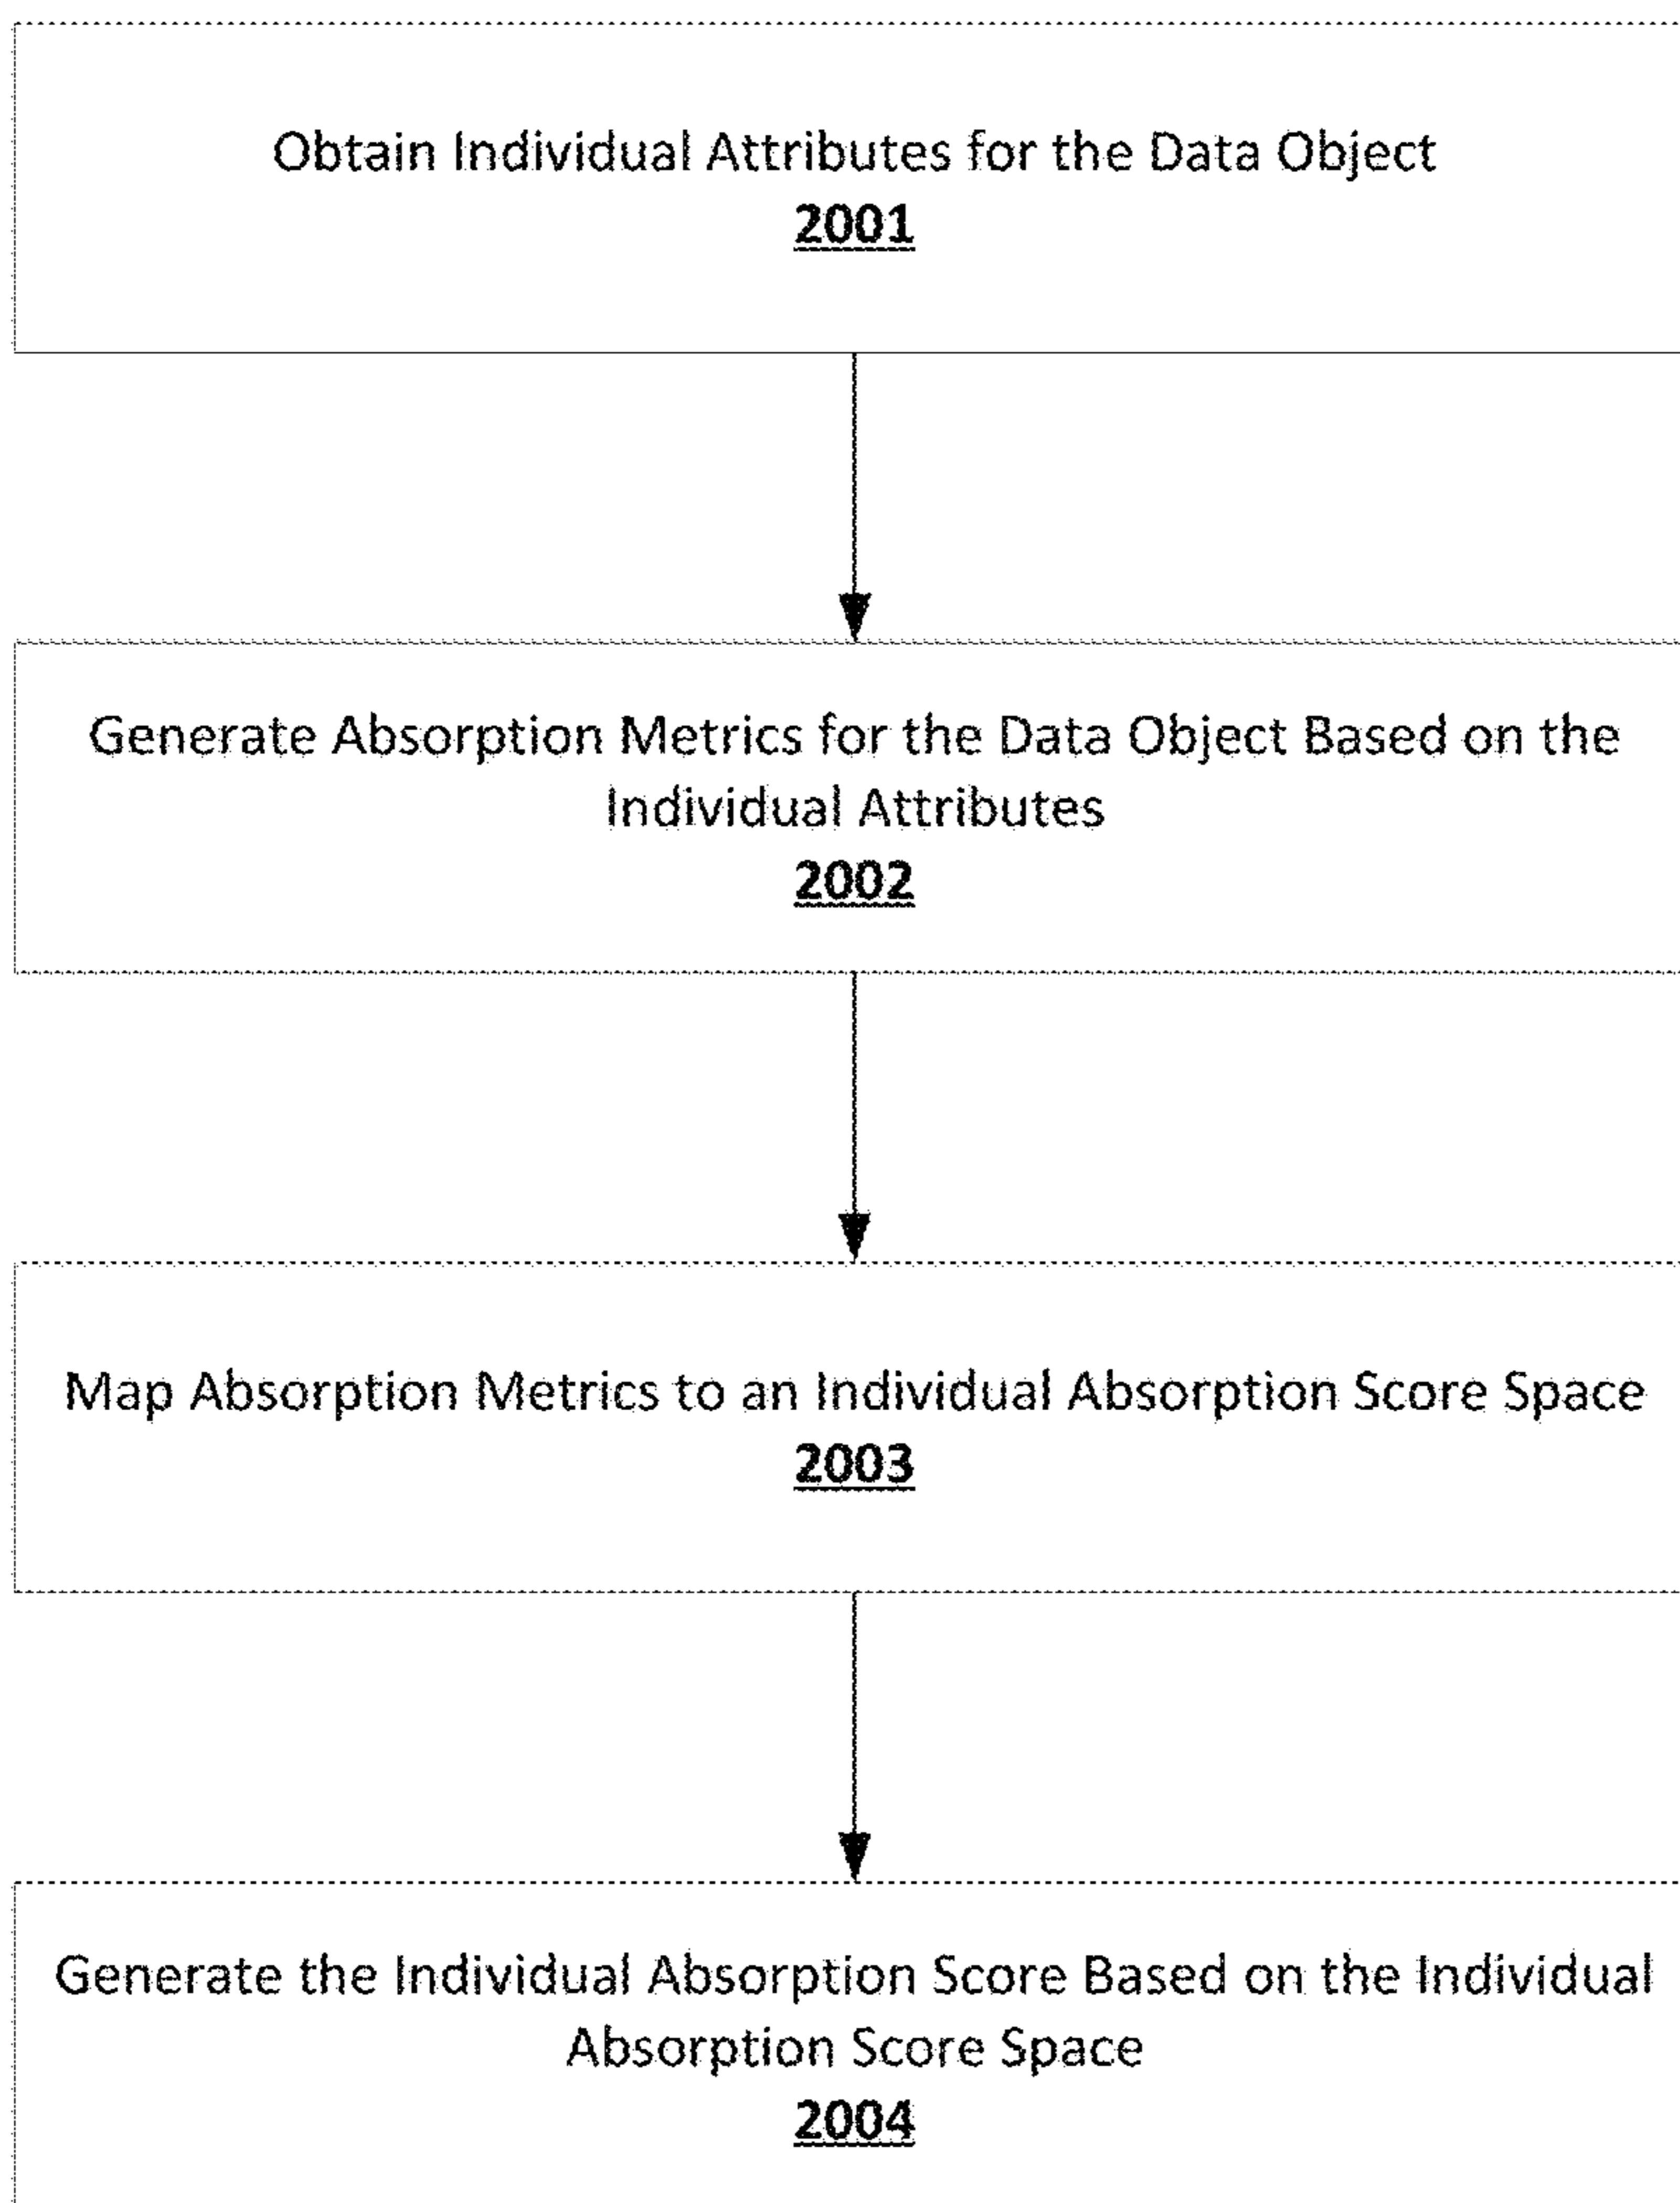 Obtain Individual Attributes for the Data Object
2001
Generate Absorption Metrics for the Data Object Based on the
Individual Attributes
2002
Map Absorption Metrics to an Individual Absorption Score Space
2003
Generate the Individual Absorption Score Based on the Individual
Absorption Score Space
2004